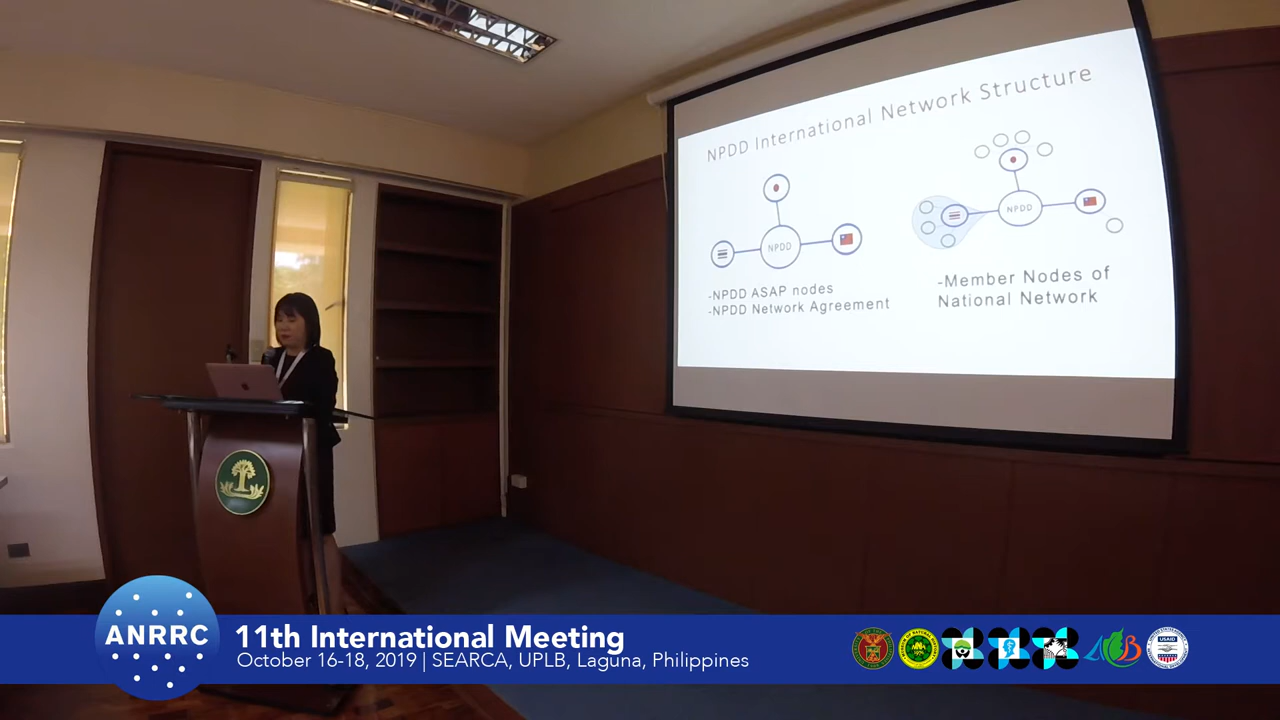 NPDD International Network Structure
NPDD
-NPDD ASAP nodes
-NPDD Network Agreement
NPDD
-Member Nodes of
National Network
ANRRC
11th International Meeting
October 16-18, 2019 | SEARCA, UPLB, Laguna, Philippines
USAID